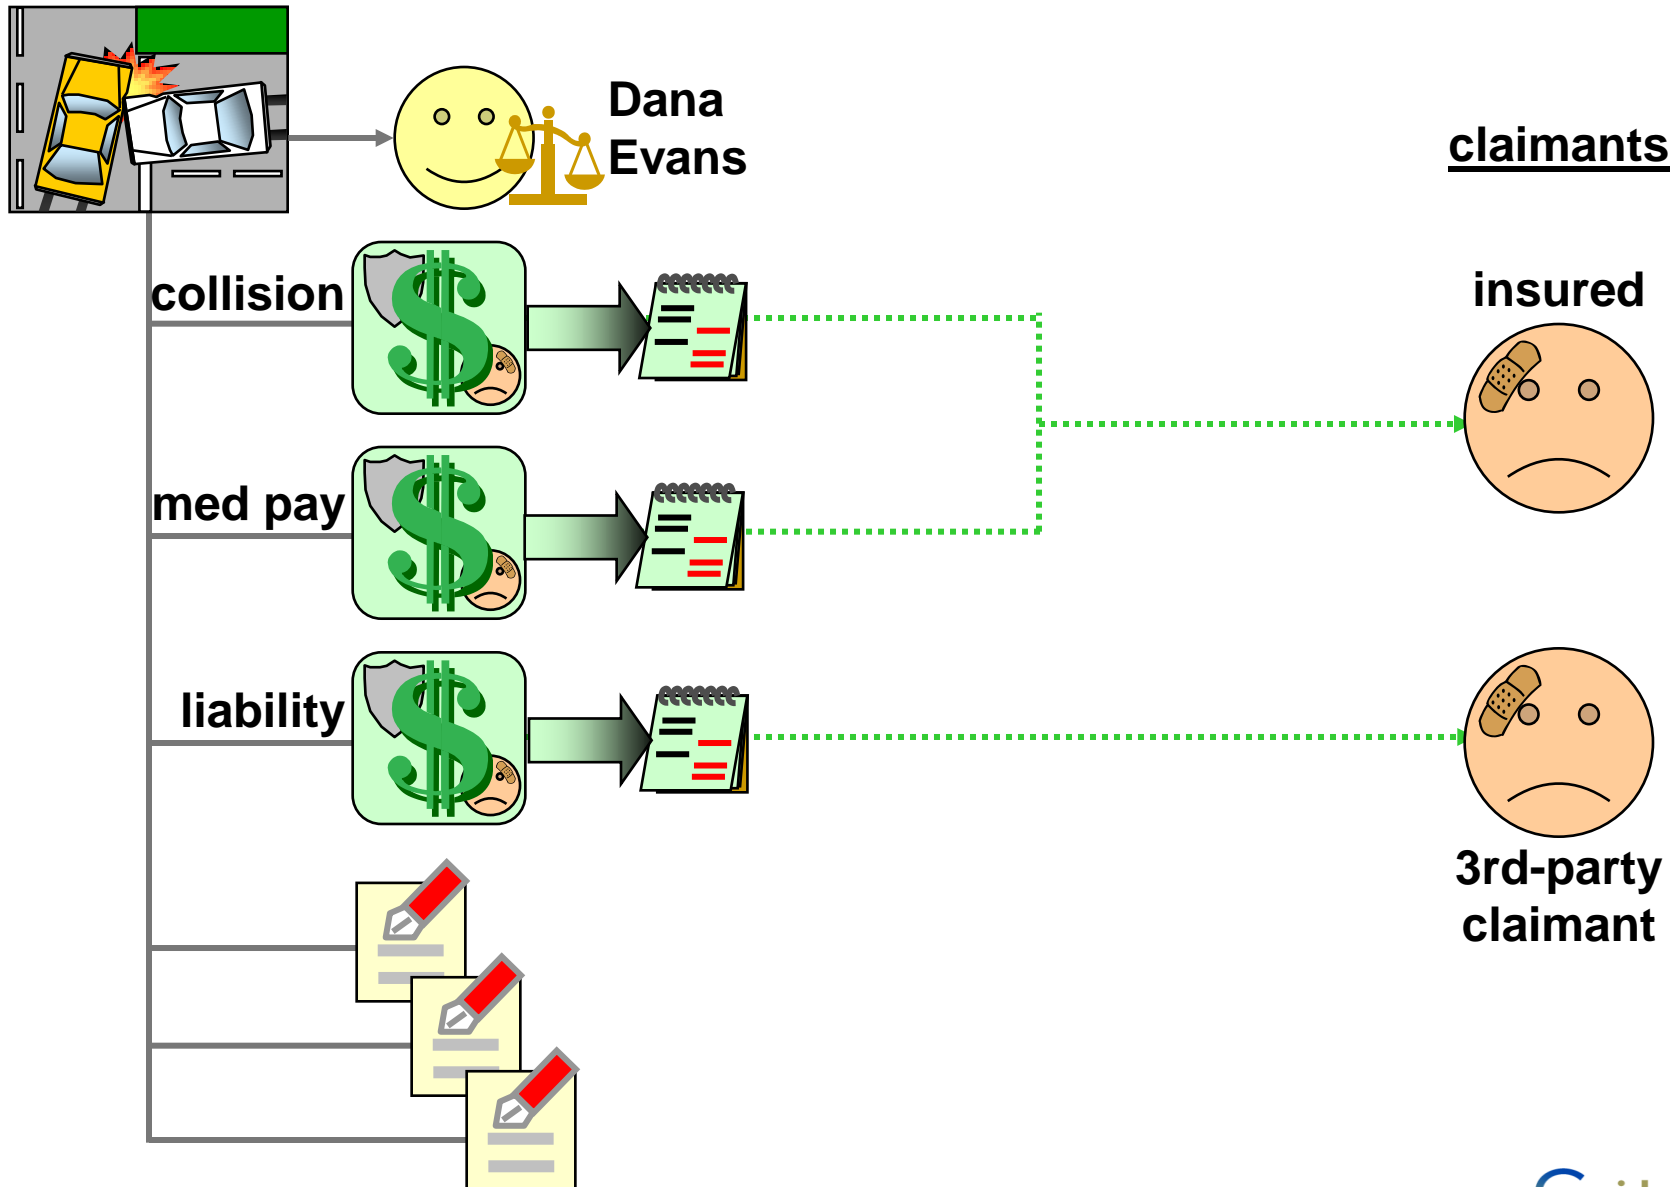 Dana
Evans
claimants
collision
insured
med pay
liability
3rd-party
claimant